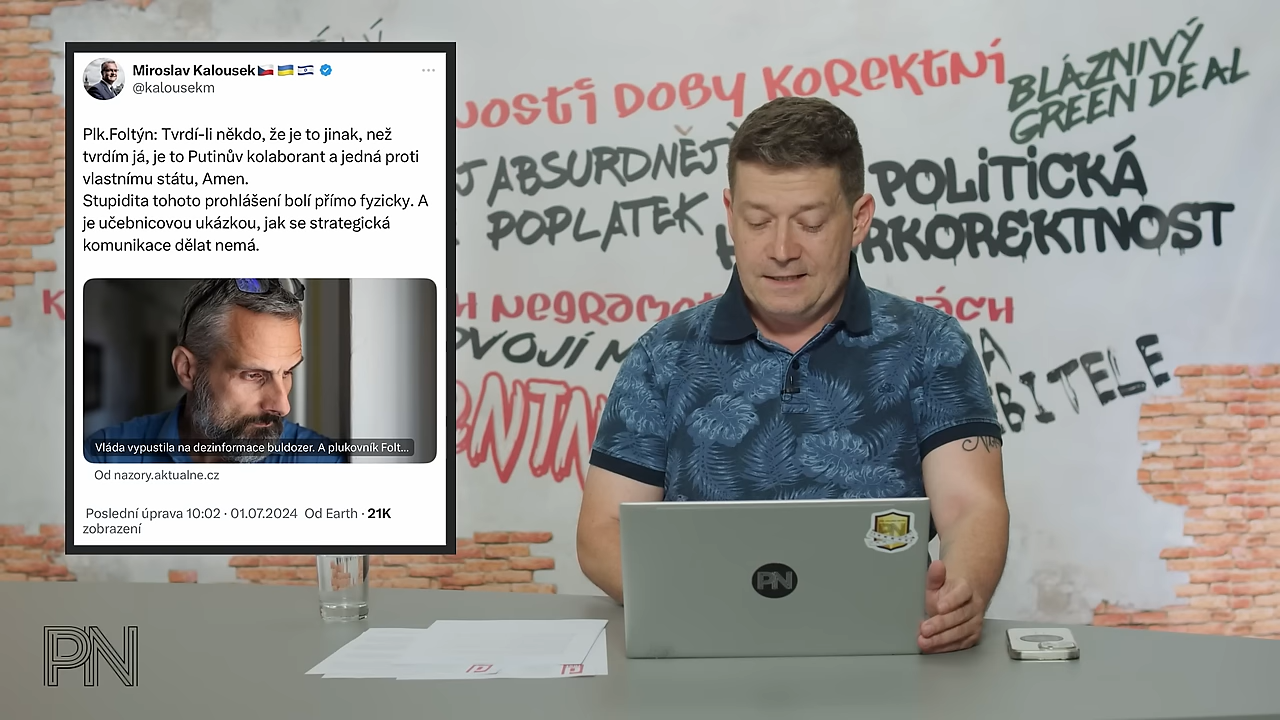 Miroslav Kalousek
@kalousekm
Plk.Foltýn: Tvrdí-li někdo, že je to jinak, než
tvrdím já, je to Putinův kolaborant a jedná proti
vlastnímu státu, Amen.
Stupidita tohoto prohlášení bolí přímo fyzicky. A
je učebnicovou ukázkou, jak se strategická
komunikace dělat nemá.
Vláda vypustila na dezinformace buldozer. A plukovník Folt...
Od nazory.aktualne.cz
Poslední úprava 10:02 · 01.07.2024 Od Earth · 21K
zobrazení
DOBY KOREKTNÍ
BLÁZNIVÝ
GREEN DEAL
POPLATEK
POLITICKÁ
PN
PN